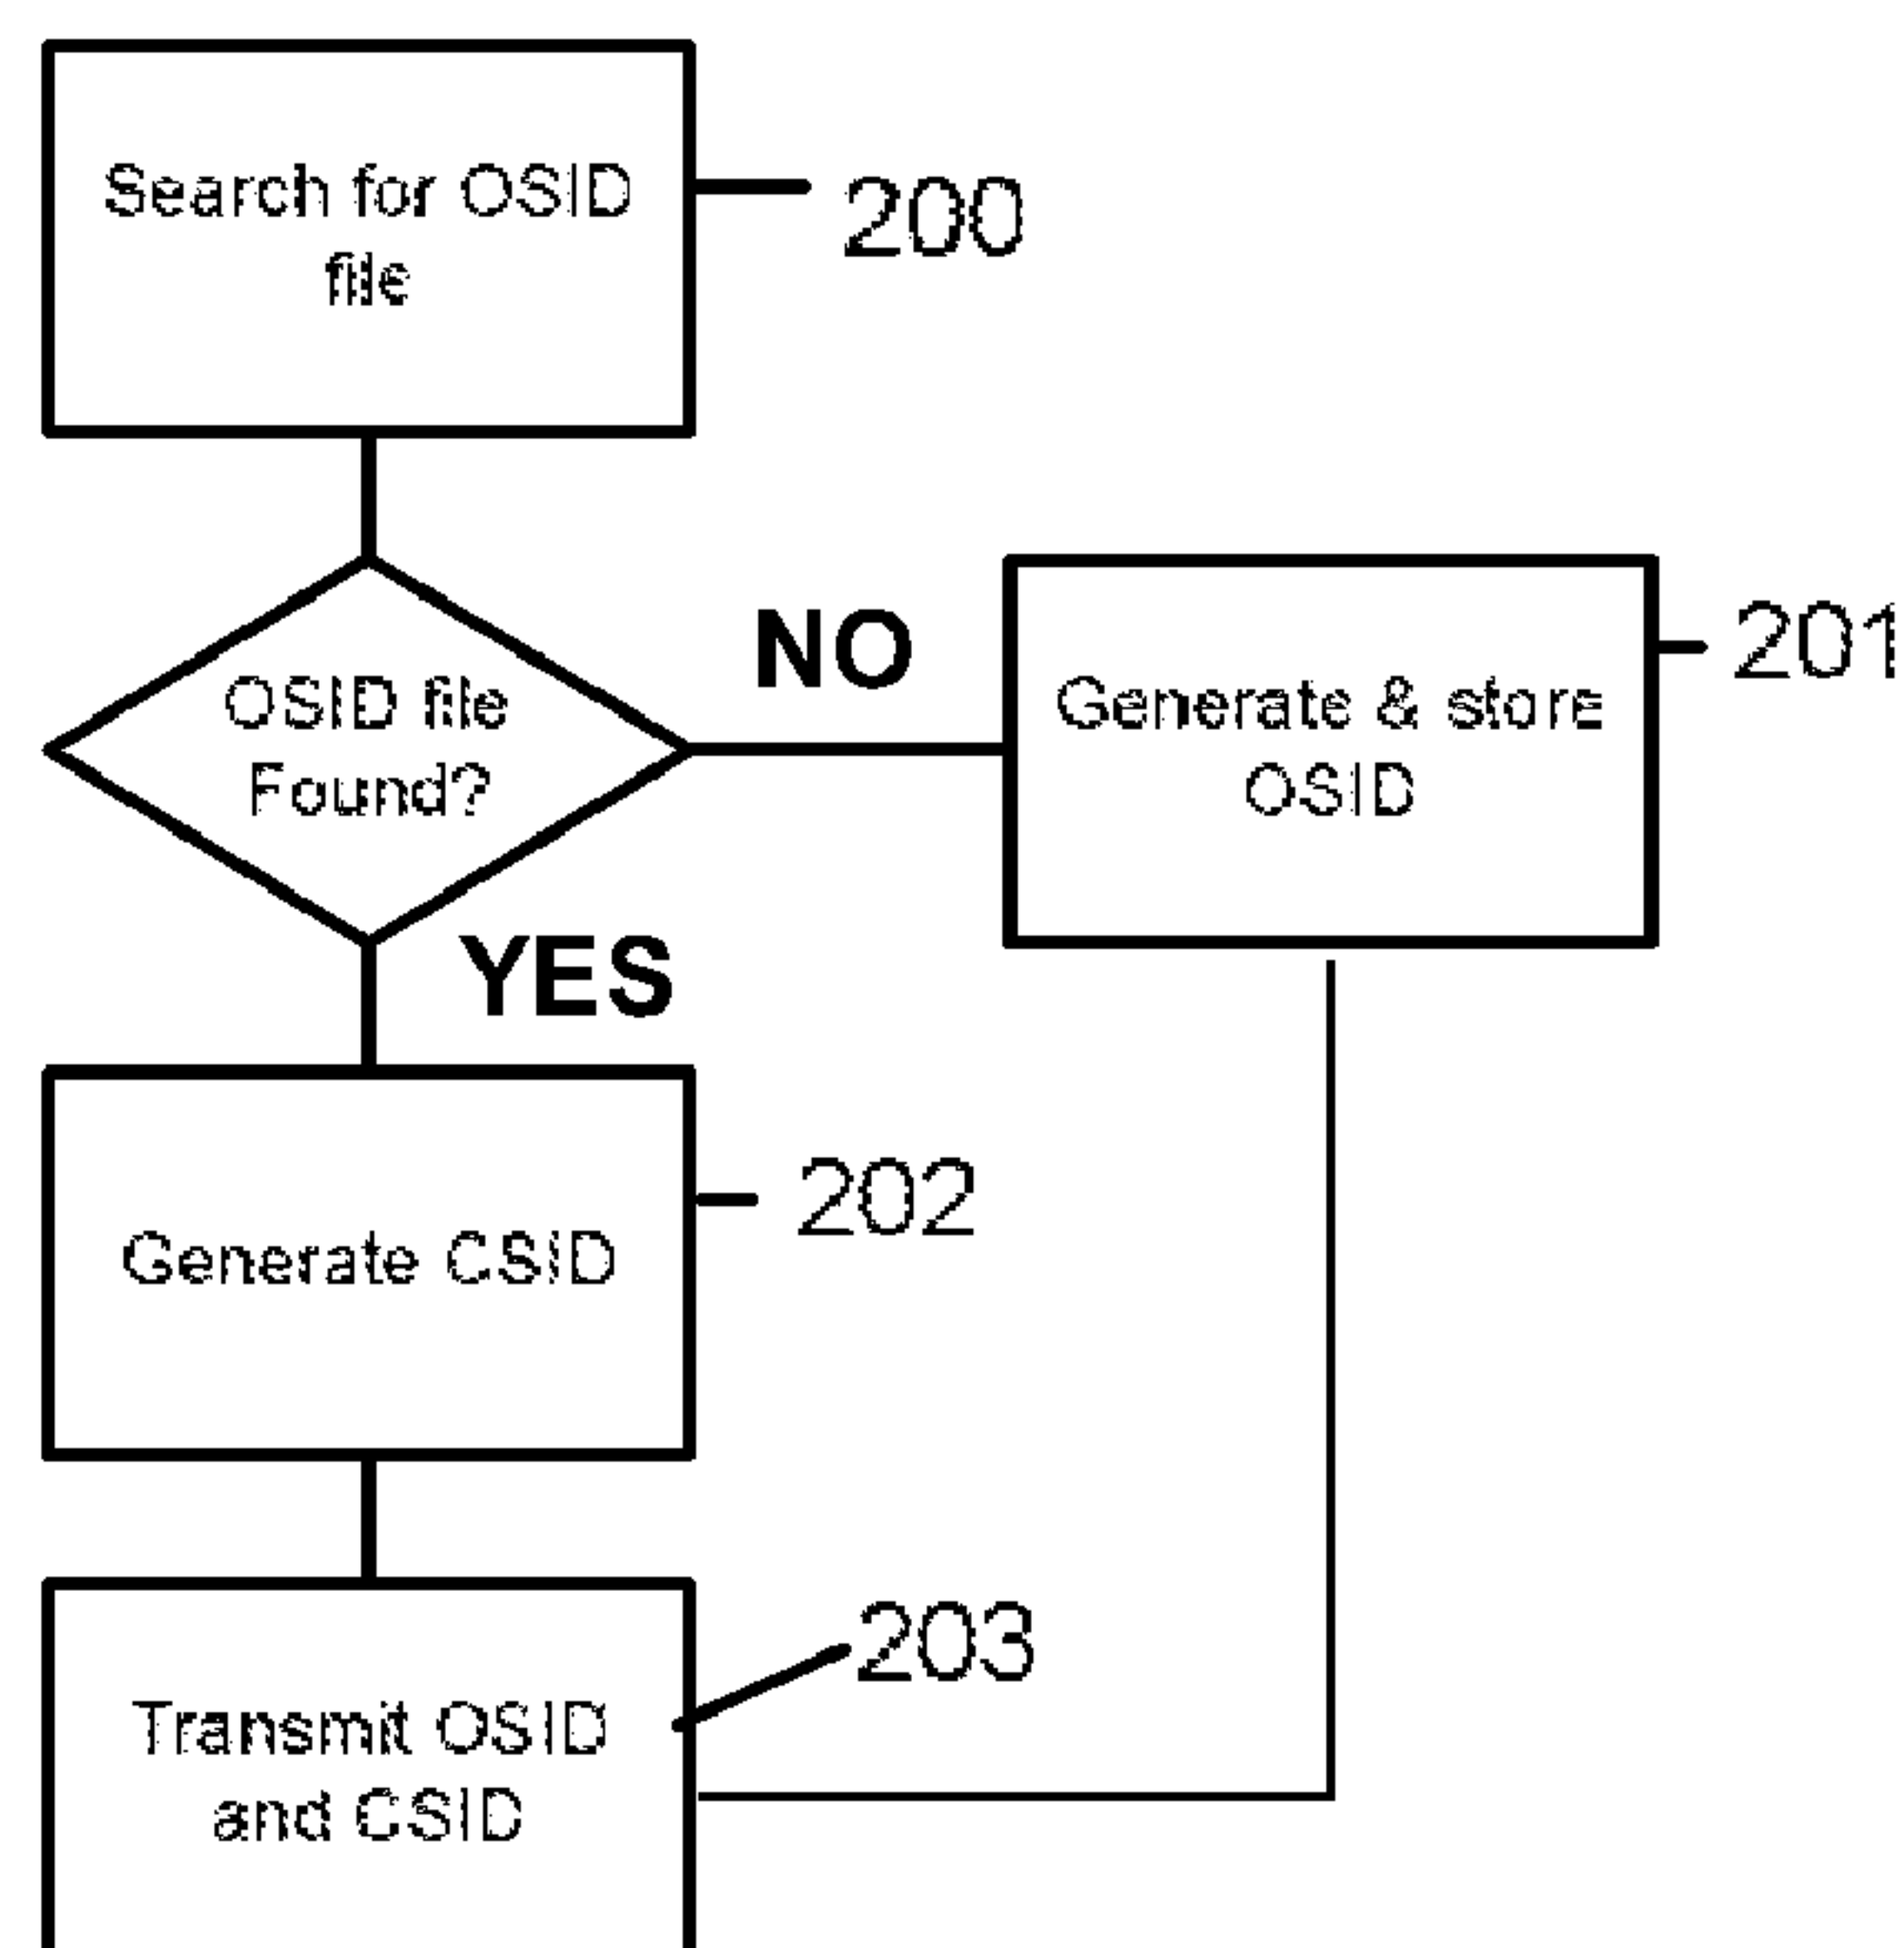 Search for OSID
file
200
OSID file
Found?
NO
Generate & store
OSID
201
YES
Generate CSID
202
Transmit OSID
and CSID
203